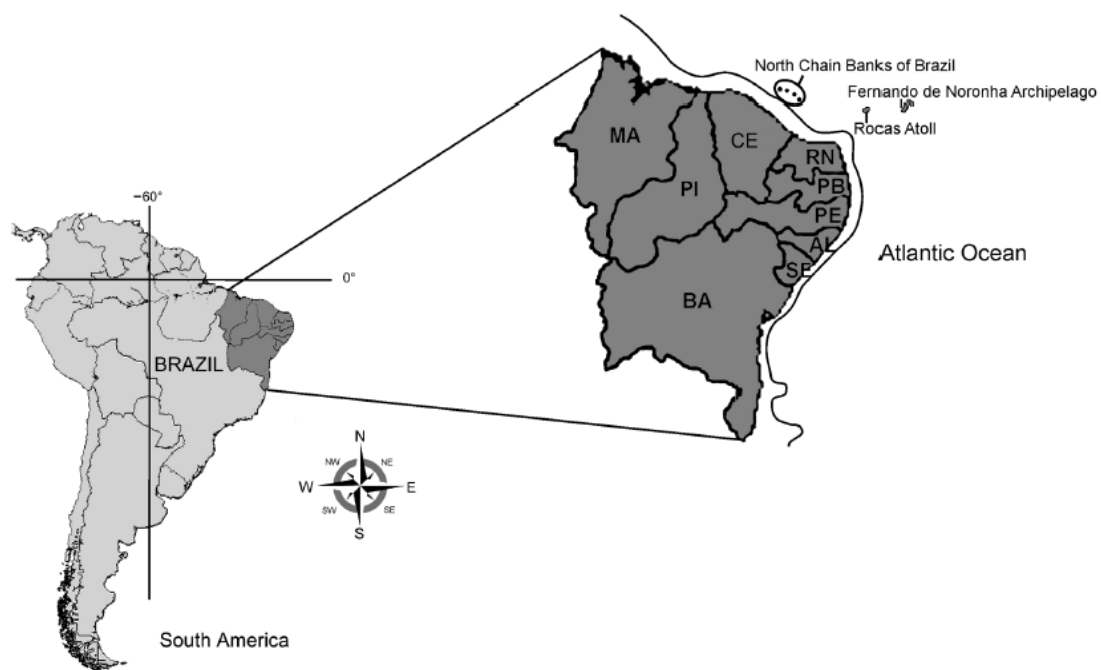 North Chain Banks of Brazil
Fernando de Noronha Archipelago
Rocas Atoll
MA
CE
RN
PI
PB
PE
AL
SE
BA
Atlantic Ocean
−60°
0°
BRAZIL
N
NW
NE
W
E
SW
SE
S
South America